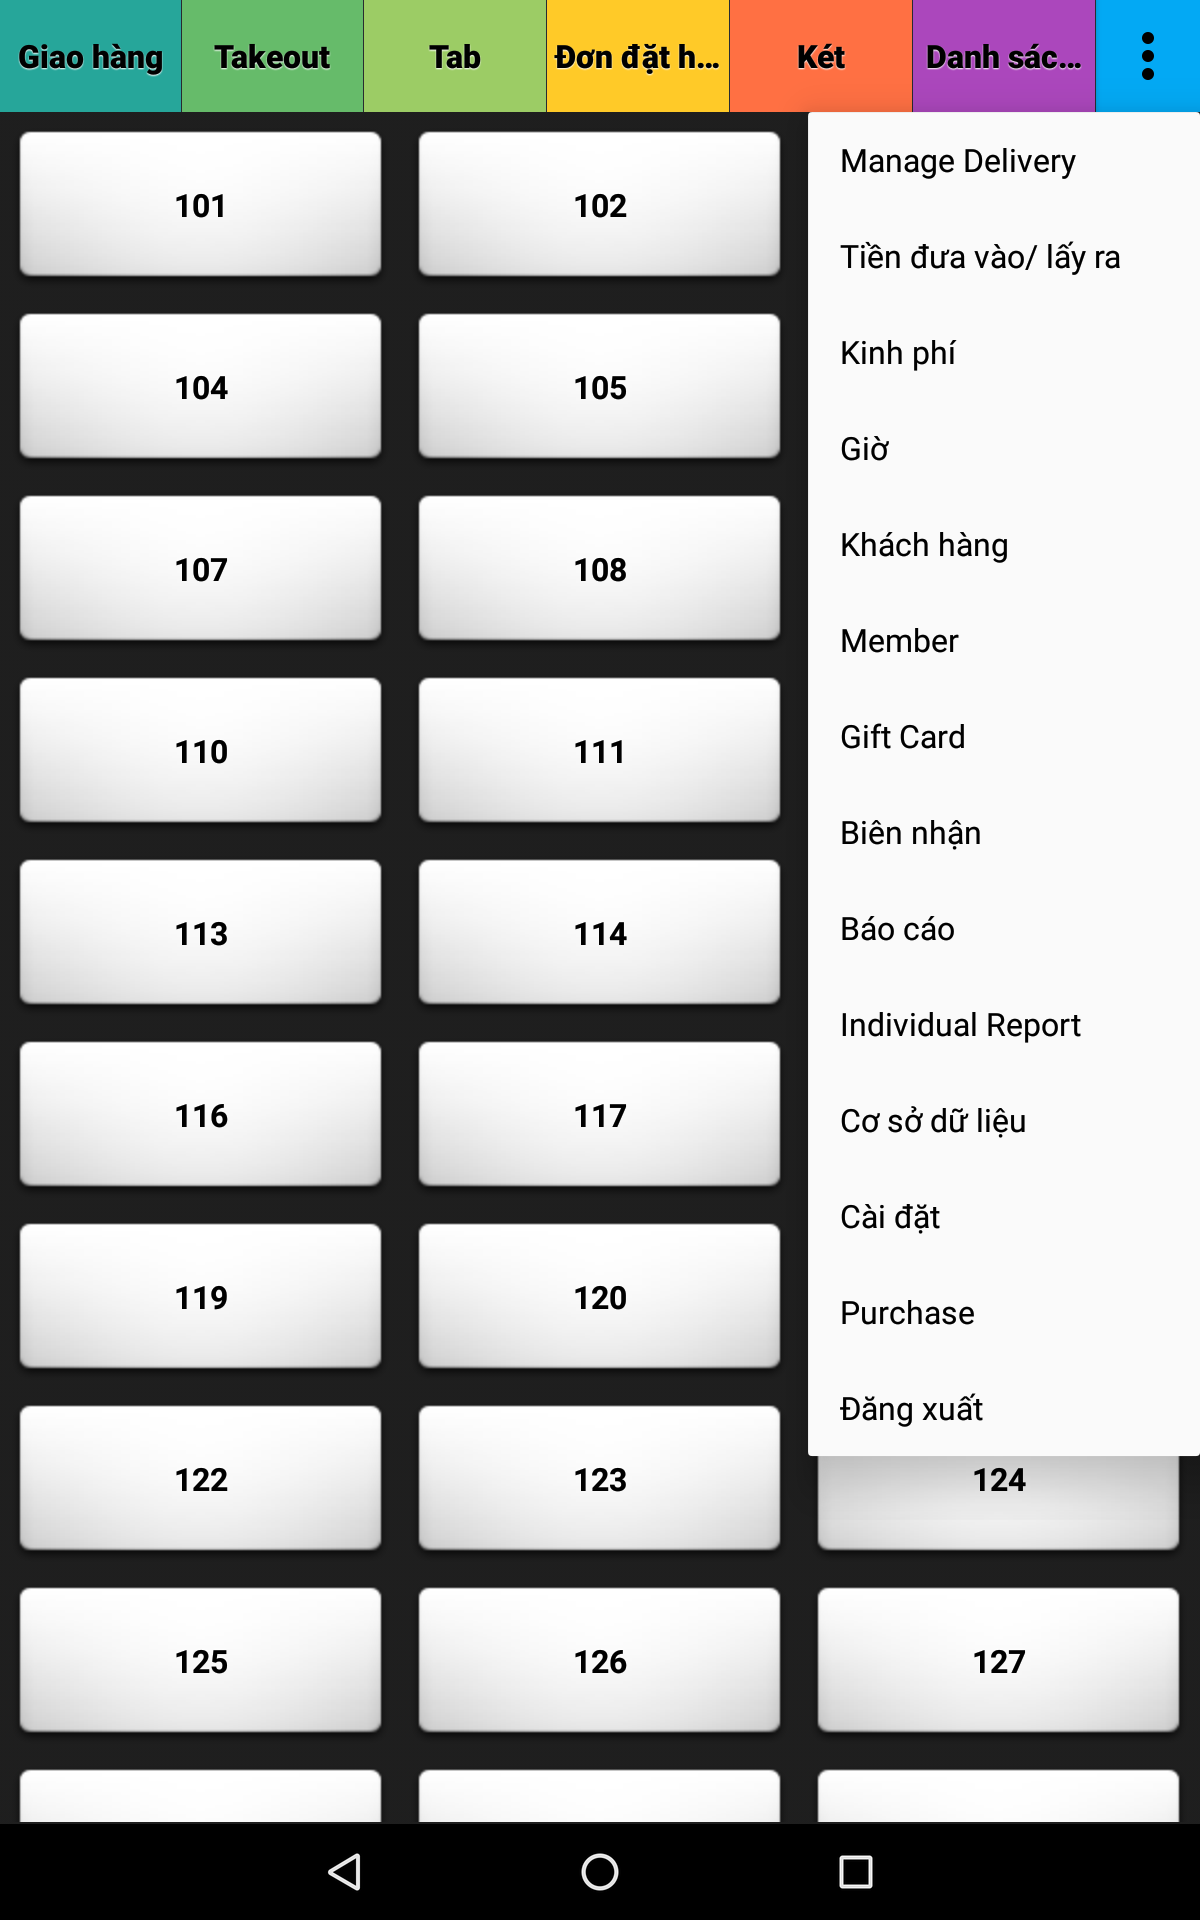 Giao hàng
Takeout
Tab
Đơn đặt h...
Két
Danh sác...
101
102
104
105
107
108
110
111
113
114
116
117
119
120
122
123
124
125
126
127
Manage Delivery
Tiền đưa vào/ lấy ra
Kinh phí
Giờ
Khách hàng
Member
Gift Card
Biên nhận
Báo cáo
Individual Report
Cơ sở dữ liệu
Cài đặt
Purchase
Đăng xuất